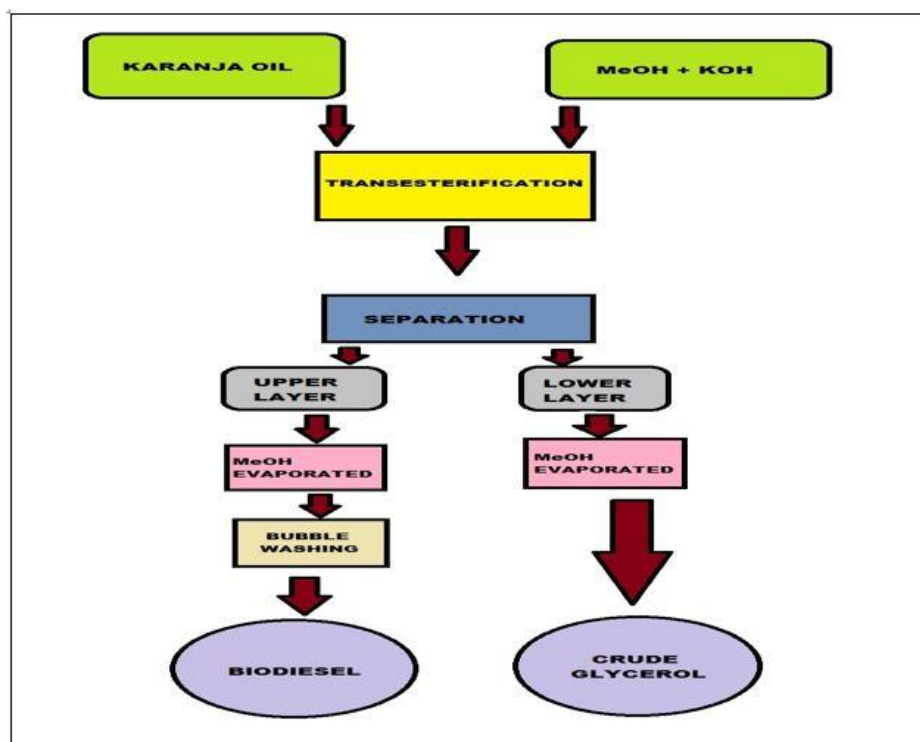 KARANJA OIL
MeOH + KOH
TRANSESTERIFICATION
SEPARATION
UPPER
LAYER
LOWER
LAYER
MeOH
EVAPORATED
MeOH
EVAPORATED
BUBBLE
WASHING
BIODIESEL
CRUDE
GLYCEROL